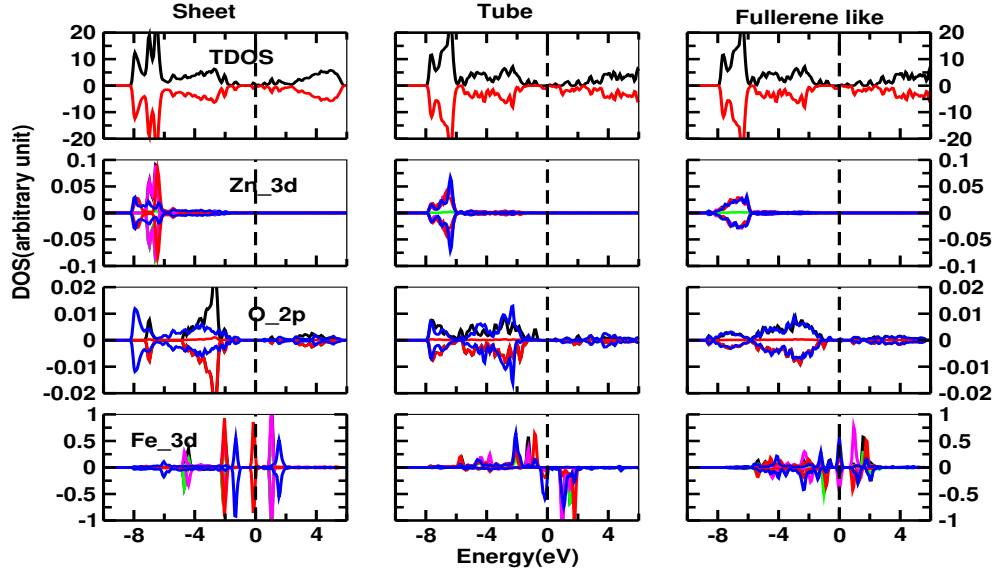 Sheet Tube Fullerene like
20 20
10 TDOS 10
0 0
-10 -10
-20 -20
0.1 0.1
0.05 Zn_3d 0.05
0 0
-0.05 -0.05
-0.1 -0.1
DOS(arbitrary unit)
0.02 0.02
0.01 O_2p 0.01
0 0
-0.01 -0.01
-0.02 -0.02
1 1
0.5 Fe_3d 0.5
0 0
-0.5 -0.5
-1 -1
-8 -4 0 4 -8 -4 0 4 -8 -4 0 4
Energy(eV)